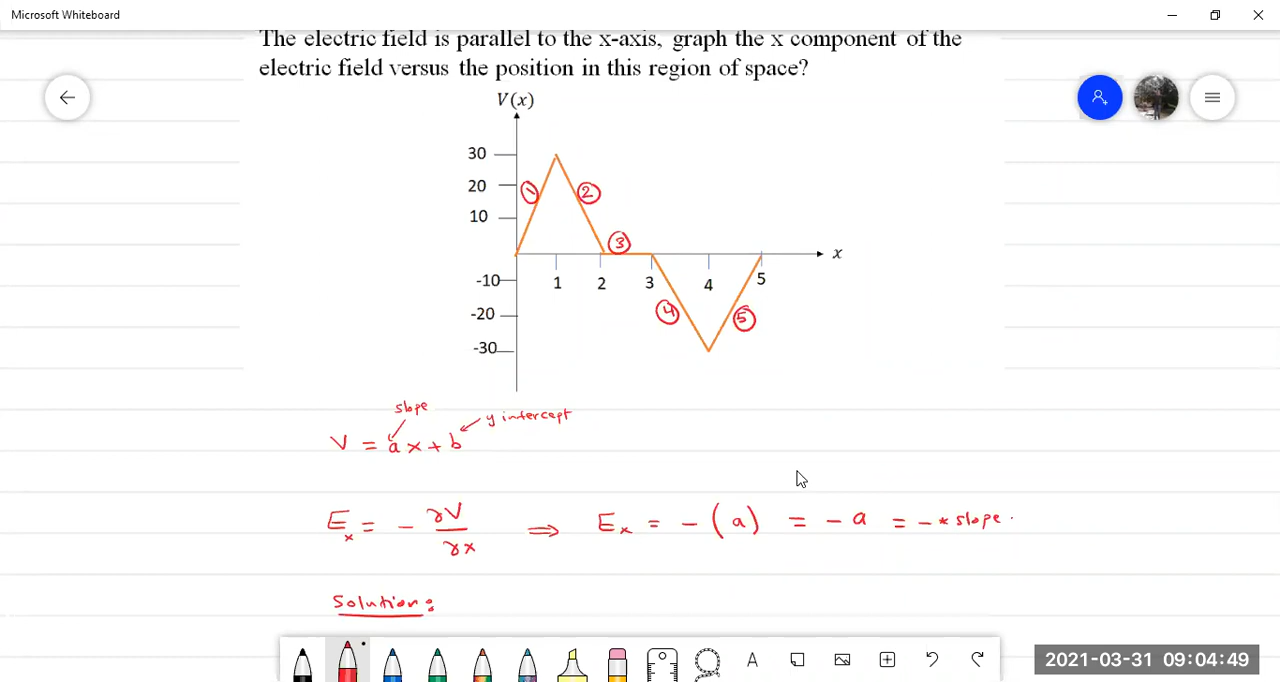 Microsoft Whiteboard
The electric field is parallel to the x-axis, graph the x component of the
electric field versus the position in this region of space?
V(x)
30
20
10
-10
-20
-30
1
2
3
4
5
x
①
②
③
④
⑤
slope
y intercept
V = ax+b
Eₓ = - ∂V/∂x ⇒ Eₓ = -(a) = -a = -*slope.
Solution:
A
2021-03-31 09:04:49